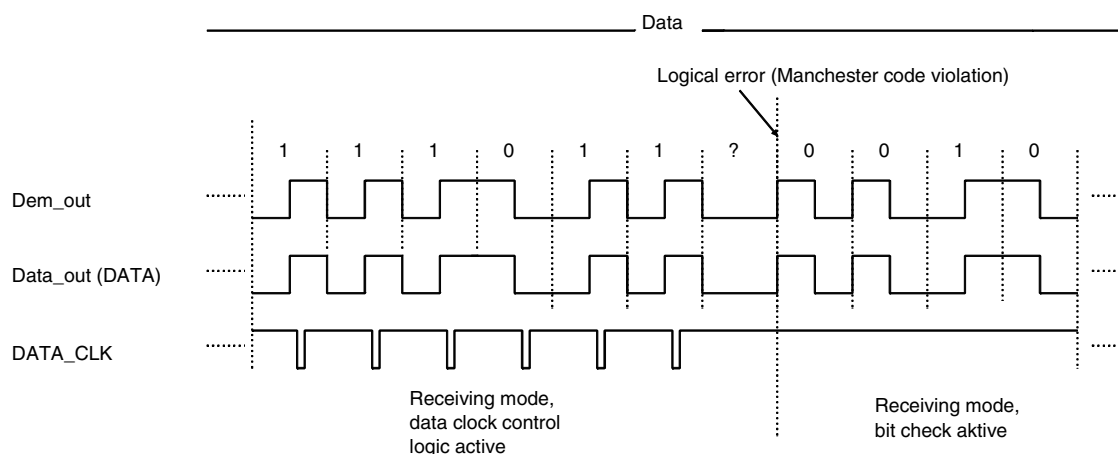 Data
Logical error (Manchester code violation)
1 1 1 0 1 1 ? 0 0 1 0
Dem_out
Data_out (DATA)
DATA_CLK
Receiving mode,
data clock control
logic active
Receiving mode,
bit check aktive